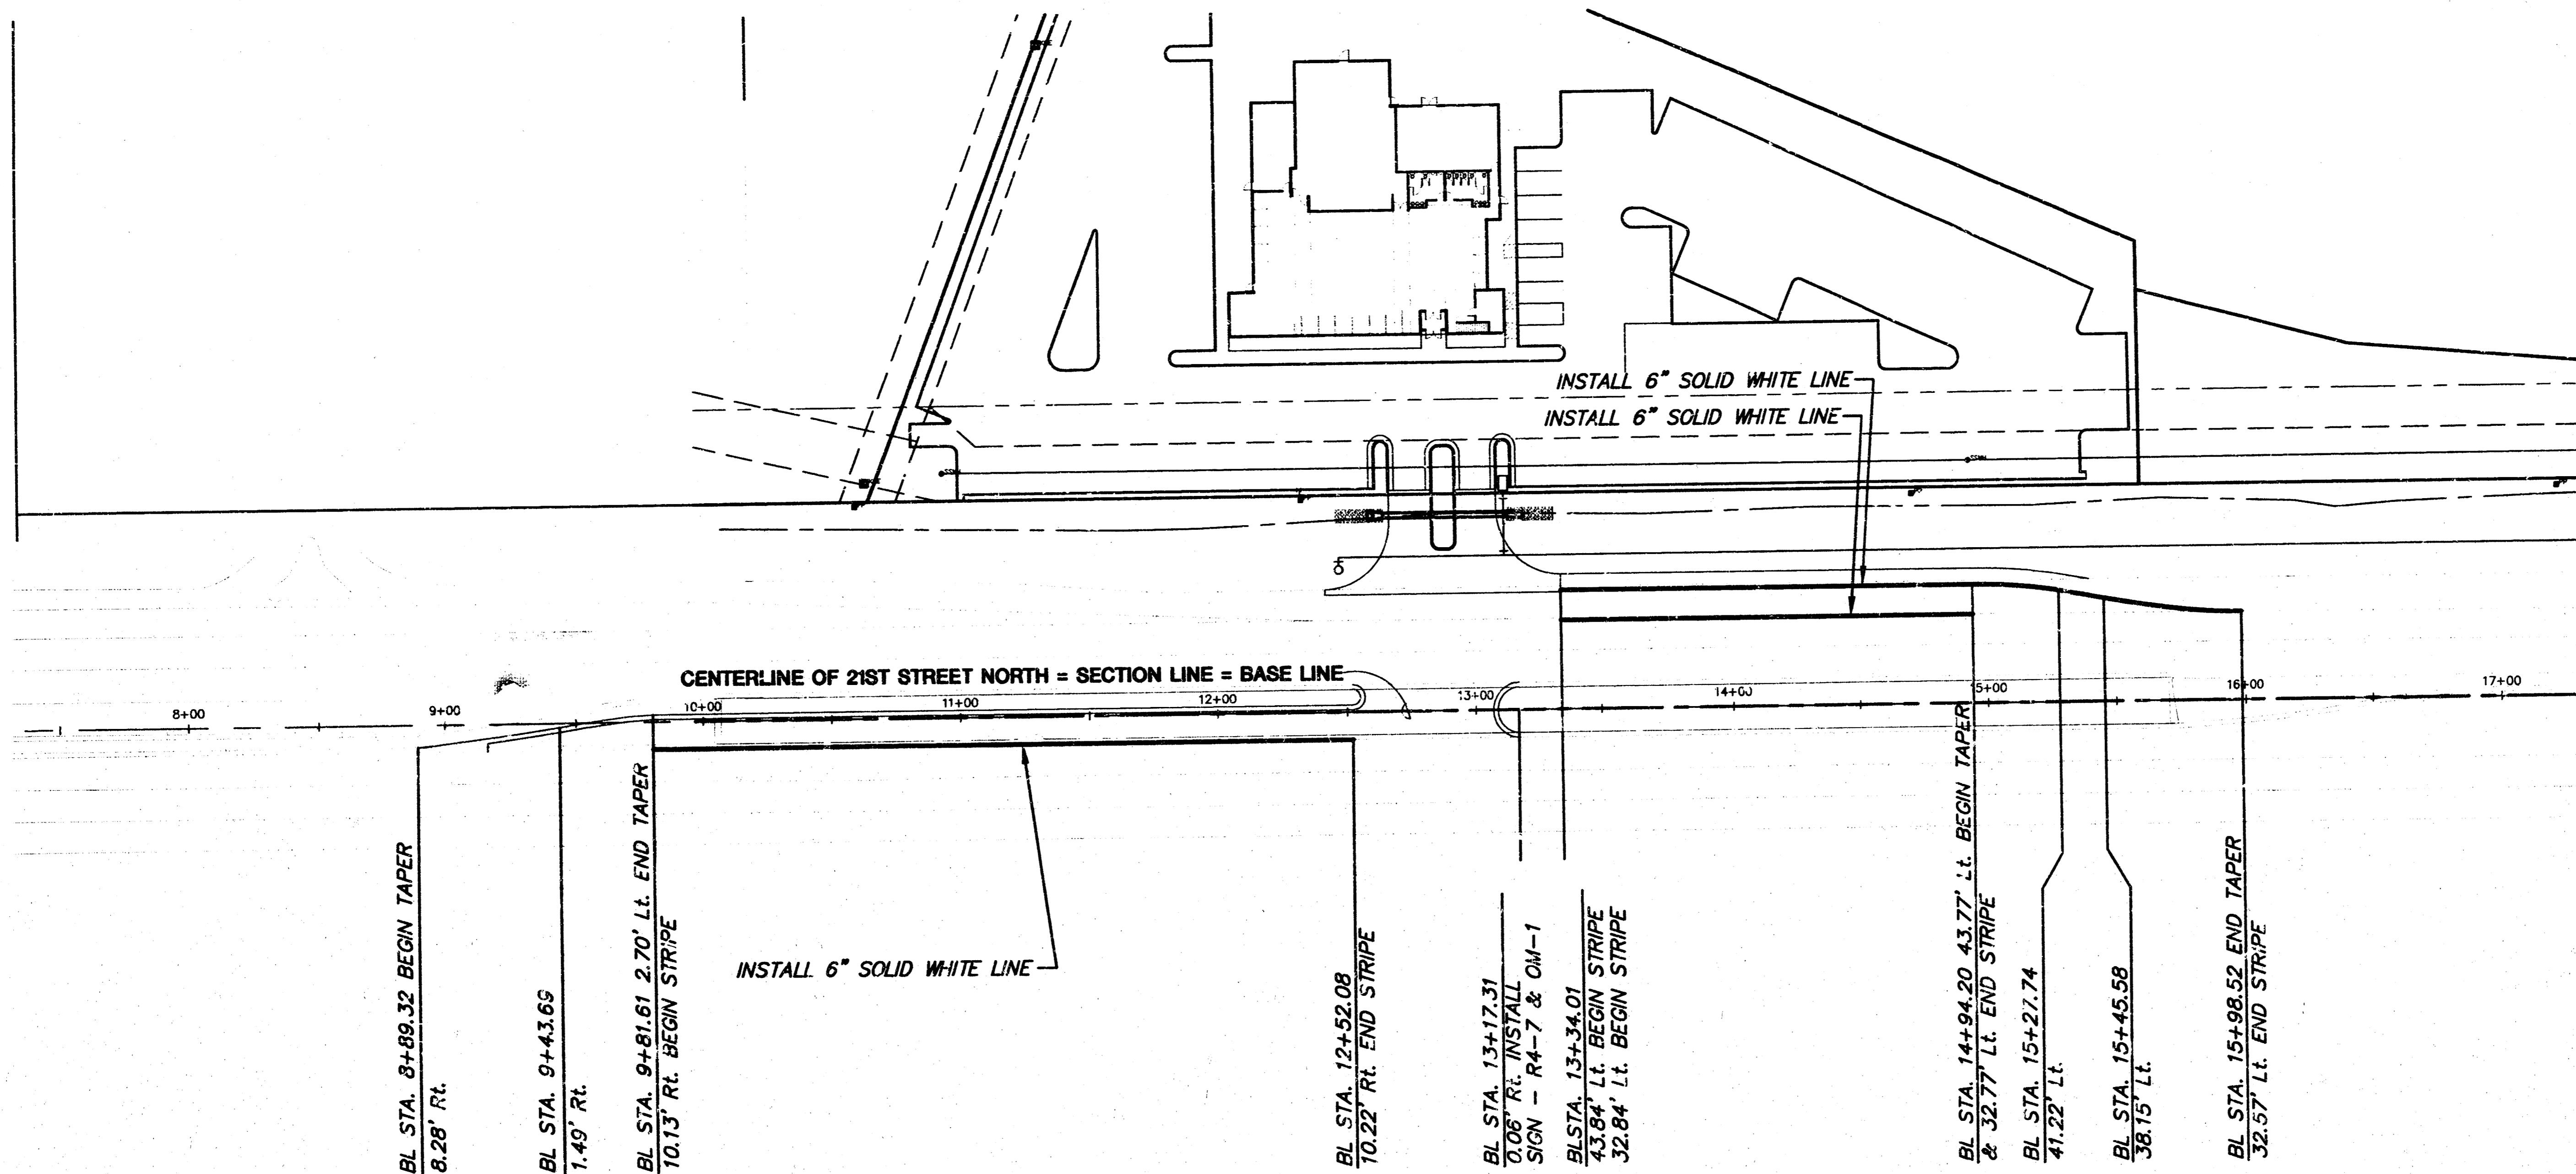 INSTALL 6" SOLID WHITE LINE
INSTALL 6" SOLID WHITE LINE
SSMH
SSMH
CENTERLINE OF 21ST STREET NORTH = SECTION LINE = BASE LINE
8+00
9+00
10+00
11+00
12+00
13+00
14+00
15+00
16+00
17+00
INSTALL 6" SOLID WHITE LINE
BL STA. 8+89.32 BEGIN TAPER
8.28' Rt.
BL STA. 9+43.69
1.49' Rt.
BL STA. 9+81.61 2.70' Lt. END TAPER
10.13' Rt. BEGIN STRIPE
BL STA. 12+52.08
10.22' Rt. END STRIPE
BL STA. 13+17.31
0.06' Rt. INSTALL
SIGN - R4-7 & OM-1
BLSTA. 13+34.01
43.84' Lt. BEGIN STRIPE
32.84' Lt. BEGIN STRIPE
BL STA. 14+94.20 43.77' Lt. BEGIN TAPER
& 32.77' Lt. END STRIPE
BL STA. 15+27.74
41.22' Lt.
BL STA. 15+45.58
38.15' Lt.
BL STA. 15+98.52 END TAPER
32.57' Lt. END STRIPE